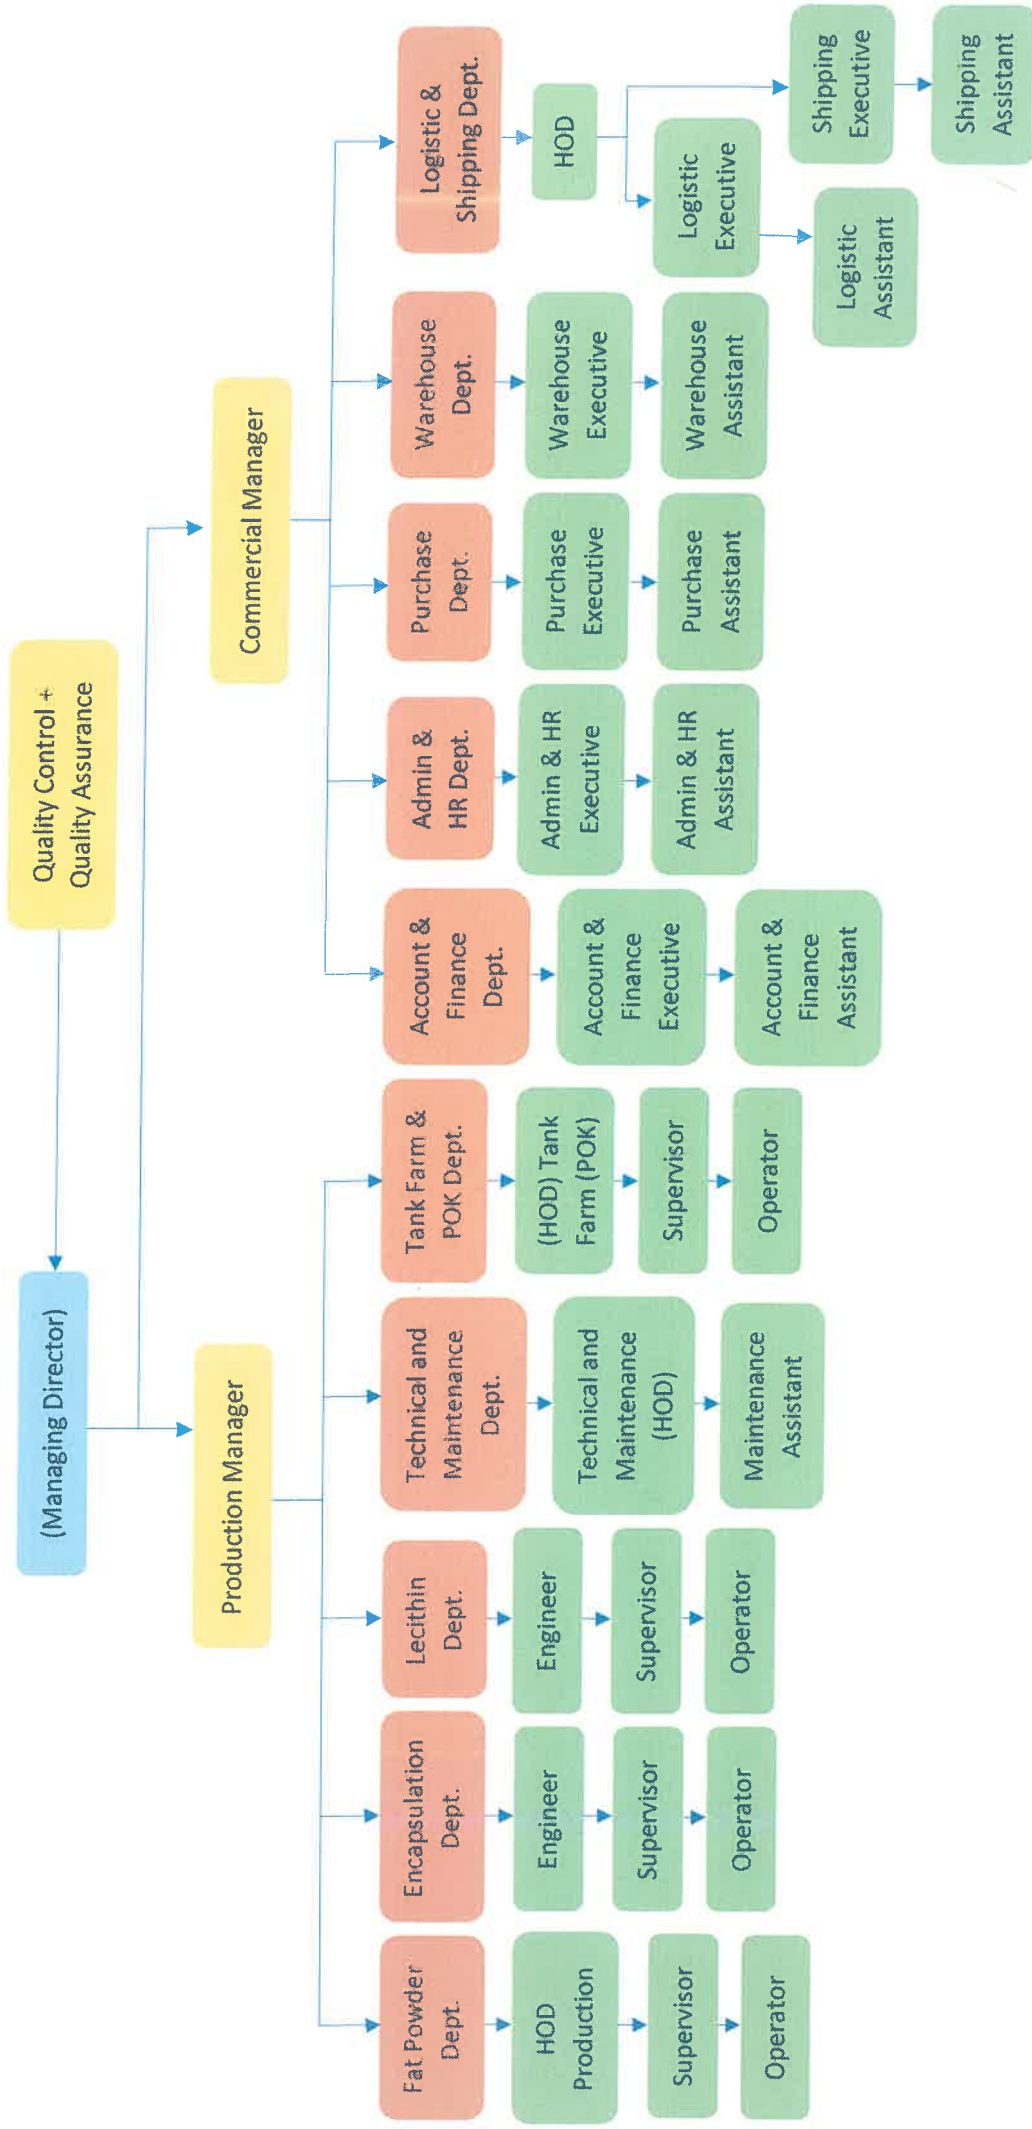 Quality Control +
Quality Assurance
(Managing Director)
Production Manager
Commercial Manager
Fat Powder
Dept.
HOD
Production
Supervisor
Operator
Encapsulation
Dept.
Engineer
Supervisor
Operator
Lecithin
Dept.
Engineer
Supervisor
Operator
Technical and
Maintenance
Dept.
Technical and
Maintenance
(HOD)
Maintenance
Assistant
Tank Farm &
POK Dept.
(HOD) Tank
Farm (POK)
Supervisor
Operator
Account &
Finance
Dept.
Account &
Finance
Executive
Account &
Finance
Assistant
Admin &
HR Dept.
Admin & HR
Executive
Admin & HR
Assistant
Purchase
Dept.
Purchase
Executive
Purchase
Assistant
Warehouse
Dept.
Warehouse
Executive
Warehouse
Assistant
Logistic &
Shipping Dept.
HOD
Logistic
Executive
Logistic
Assistant
Shipping
Executive
Shipping
Assistant